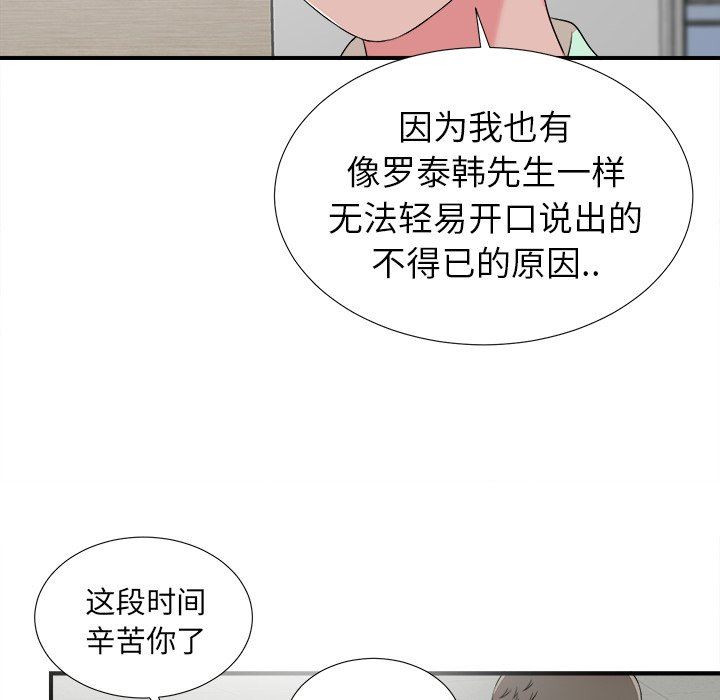 因为我也有
像罗泰韩先生一样
无法轻易开口说出的
不得已的原因..
这段时间
辛苦你了